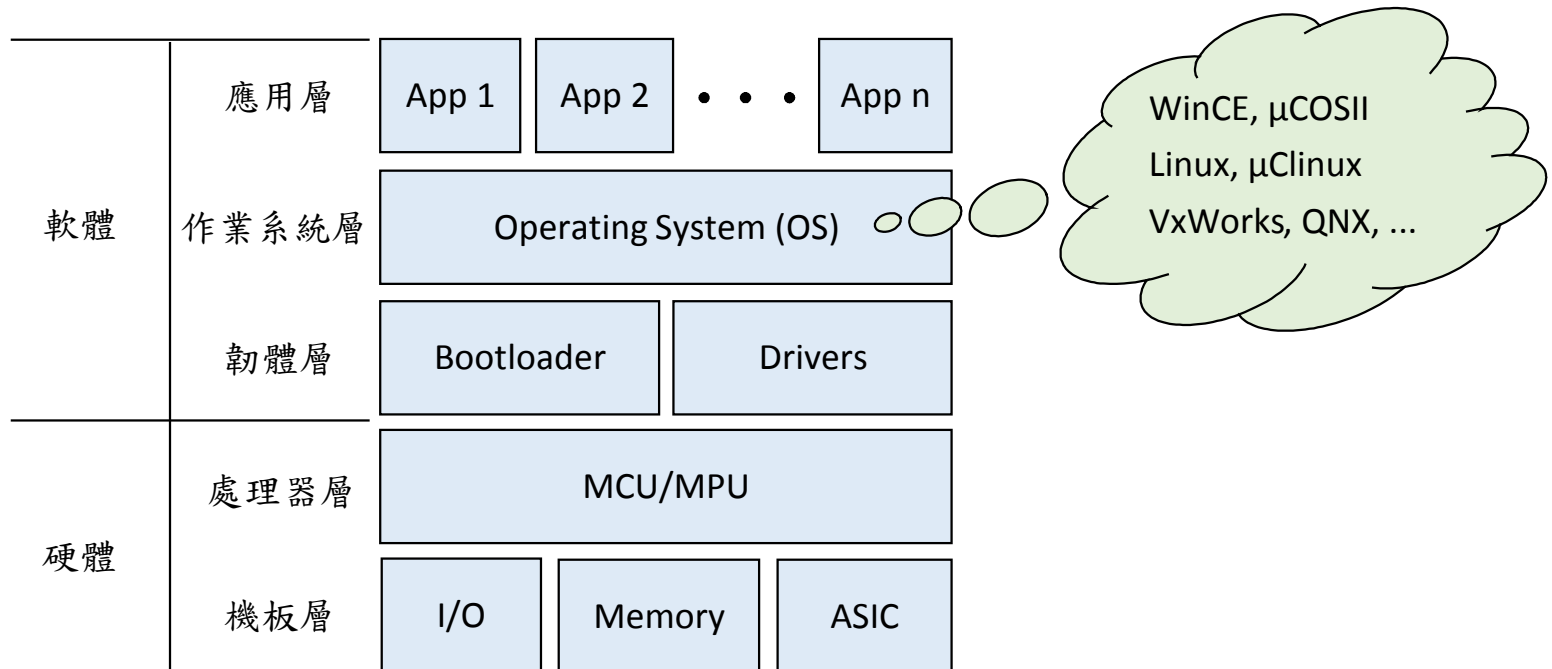 應用層 App 1 App 2 • • • App n
WinCE, μCOSII
Linux, μClinux
VxWorks, QNX, ...
軟體 作業系統層 Operating System (OS)
韌體層 Bootloader Drivers
處理器層 MCU/MPU
硬體
機板層 I/O Memory ASIC